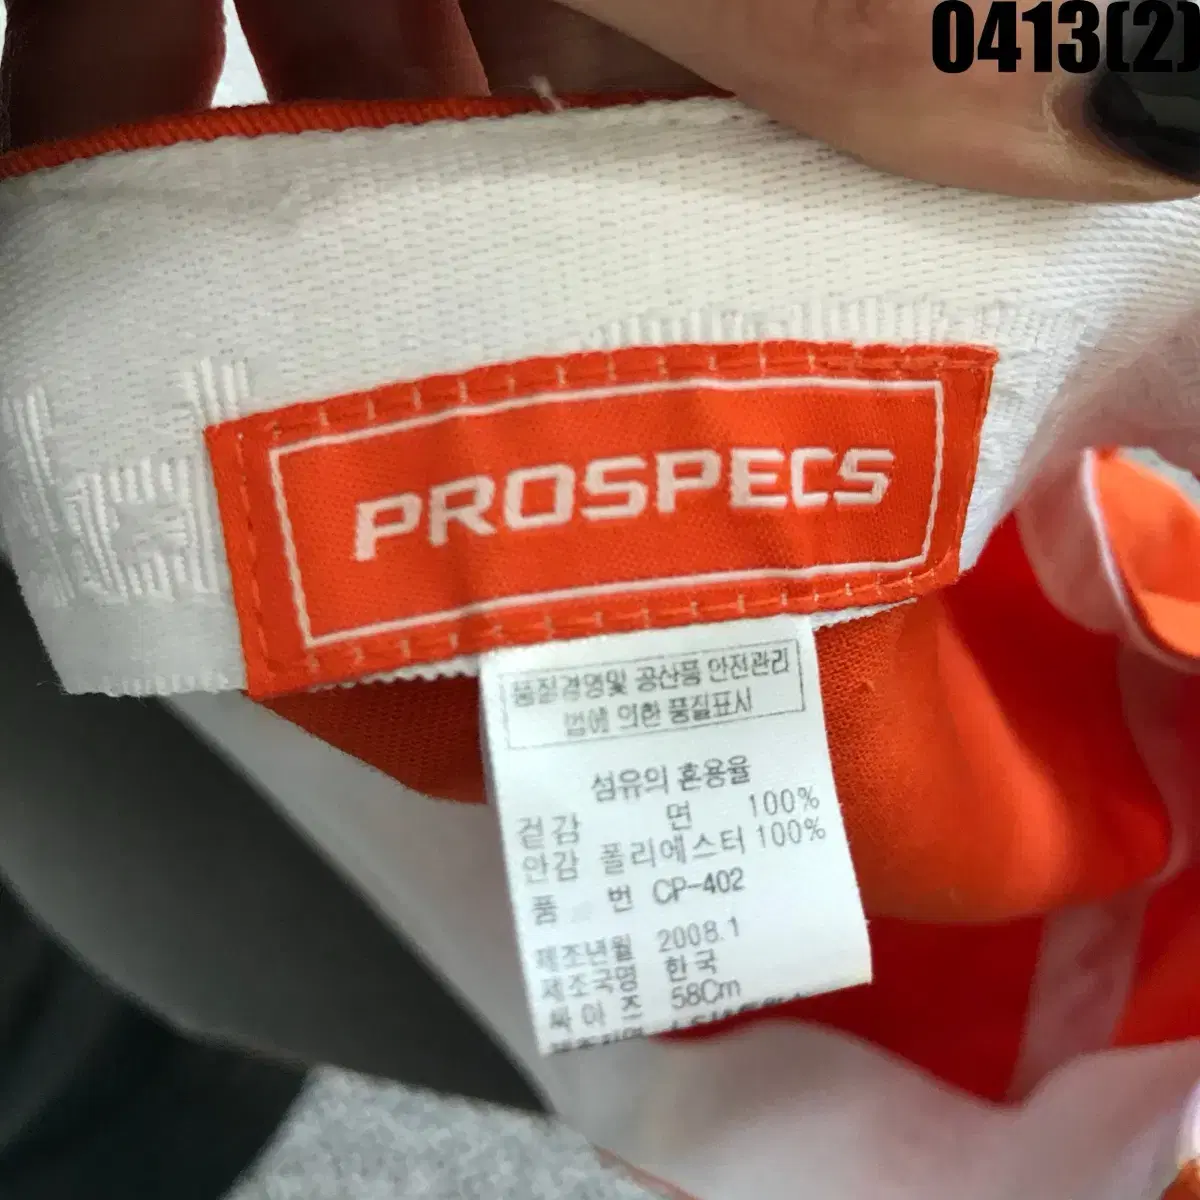 0413(2)
PROSPECS
품질경영및 공산품 안전관리
법에 의한 품질표시
섬유의 혼용율
겉감 면 100%
안감 폴리에스터 100%
품 번 CP-402
제조년월 2008.1
제조국명 한국
싸이즈 58Cm